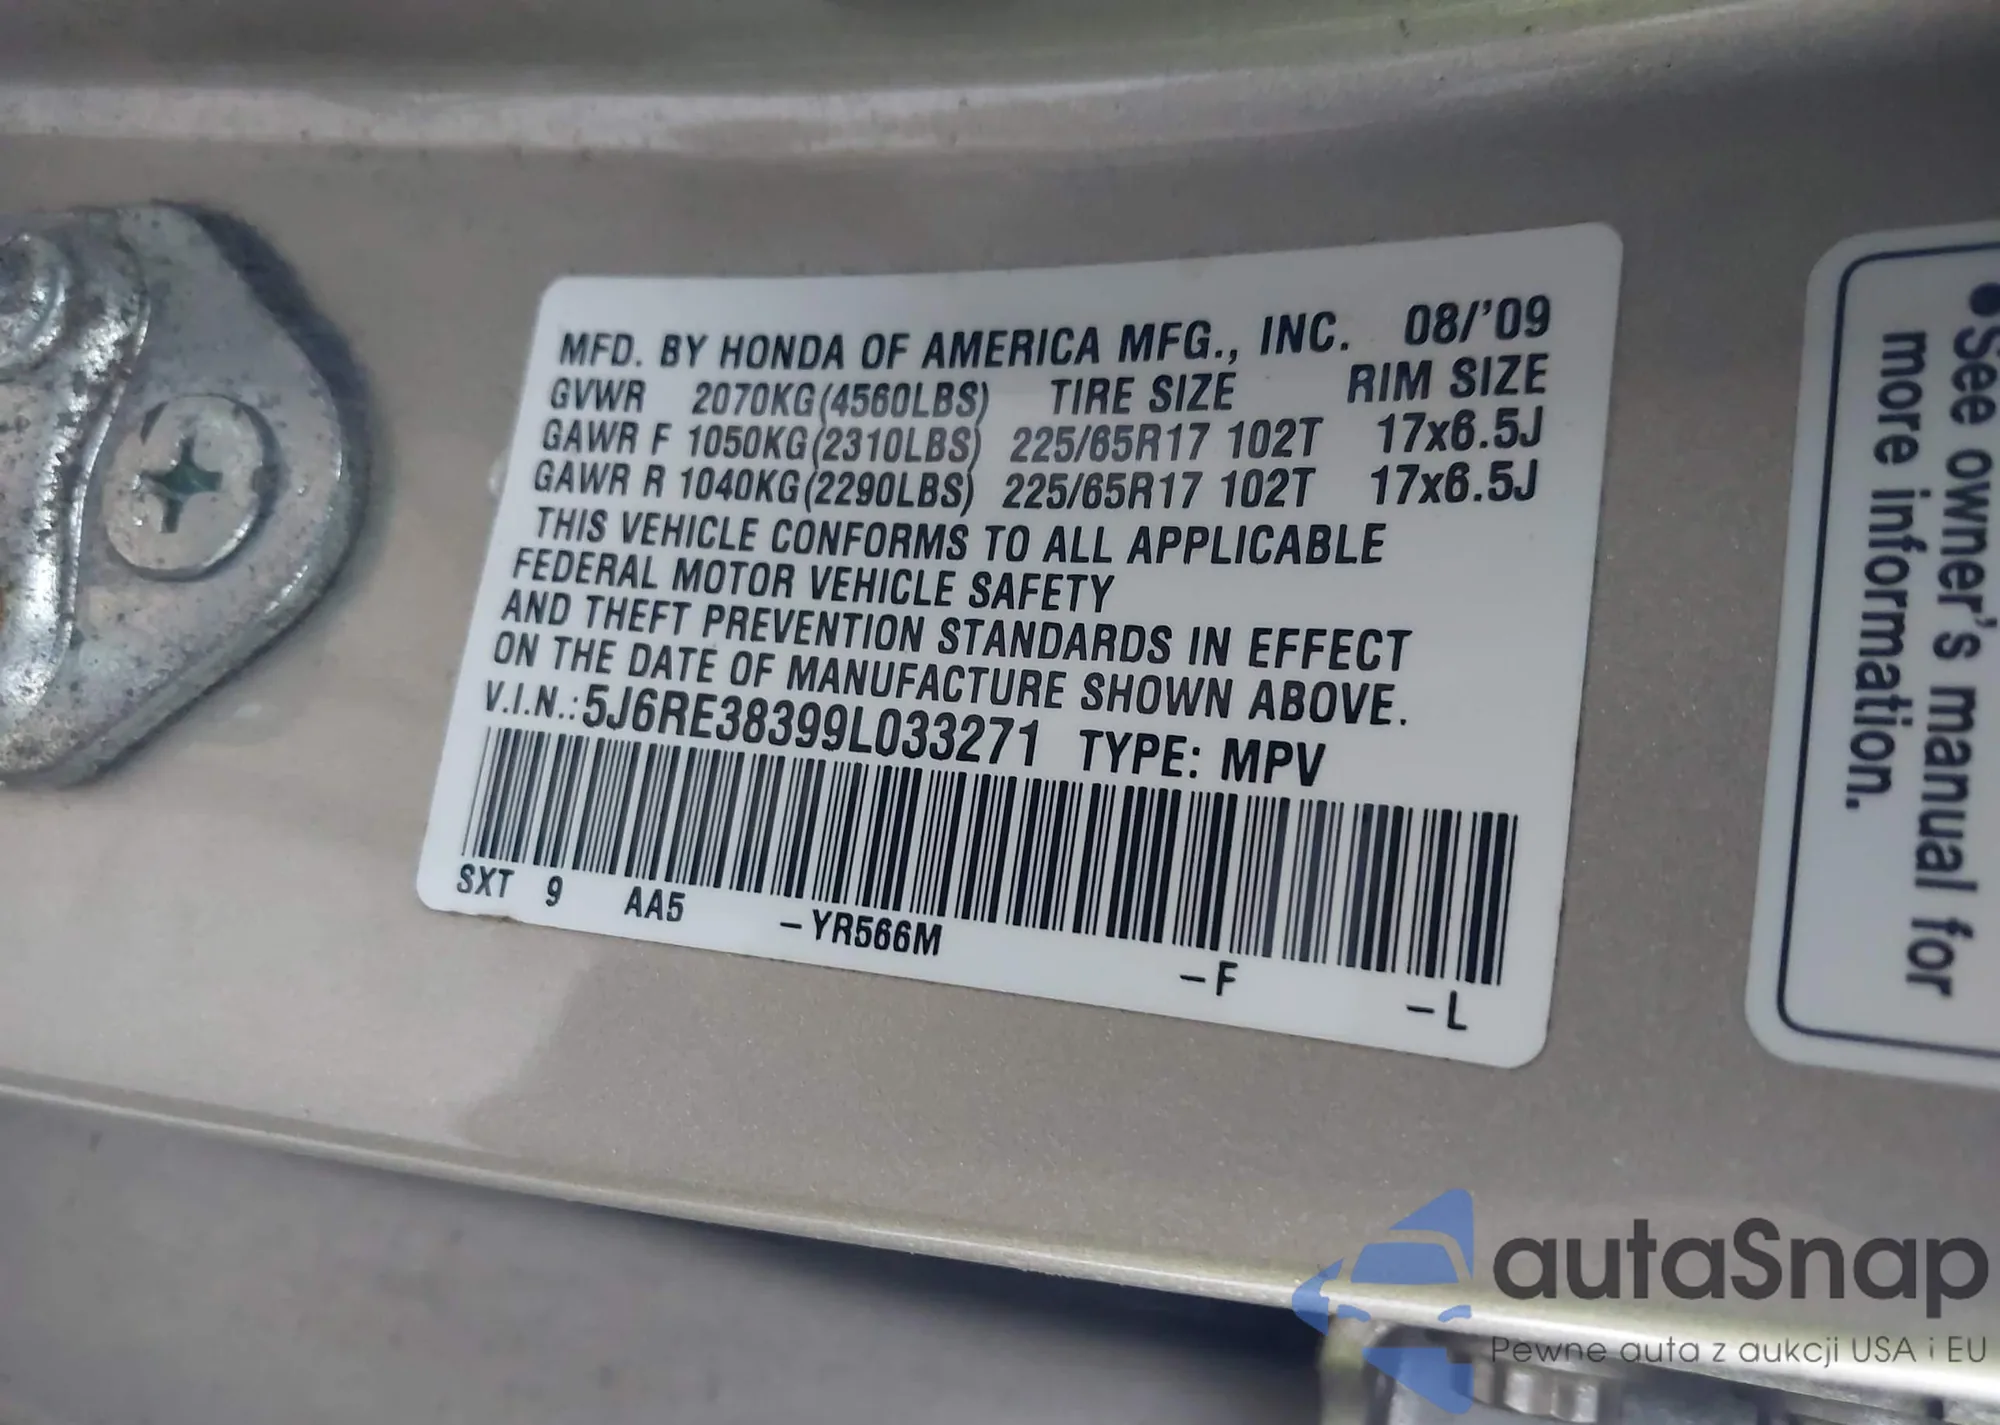 MFD. BY HONDA OF AMERICA MFG., INC. 08/'09
GVWR 2070KG(4560LBS) TIRE SIZE RIM SIZE
GAWR F 1050KG(2310LBS) 225/65R17 102T 17x6.5J
GAWR R 1040KG(2290LBS) 225/65R17 102T 17x6.5J
THIS VEHICLE CONFORMS TO ALL APPLICABLE
FEDERAL MOTOR VEHICLE SAFETY
AND THEFT PREVENTION STANDARDS IN EFFECT
ON THE DATE OF MANUFACTURE SHOWN ABOVE.
V.I.N.: 5J6RE38399L033271 TYPE: MPV
SXT 9 AA5 -YR566M -F -L
• See owner's manual for
more information.
autaSnap
Pewne auta z aukcji USA i EU